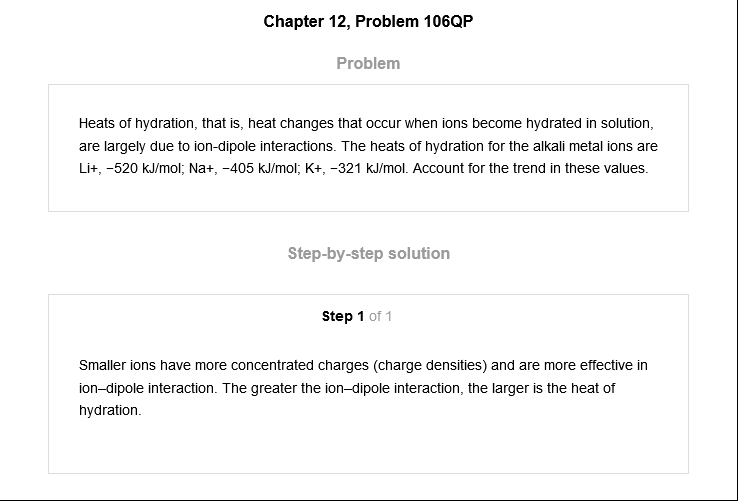 Chapter 12, Problem 106QP
Problem
Heats of hydration, that is, heat changes that occur when ions become hydrated in solution,
are largely due to ion-dipole interactions. The heats of hydration for the alkali metal ions are
Li+, −520 kJ/mol; Na+, −405 kJ/mol; K+, −321 kJ/mol. Account for the trend in these values.
Step-by-step solution
Step 1 of 1
Smaller ions have more concentrated charges (charge densities) and are more effective in
ion–dipole interaction. The greater the ion–dipole interaction, the larger is the heat of
hydration.